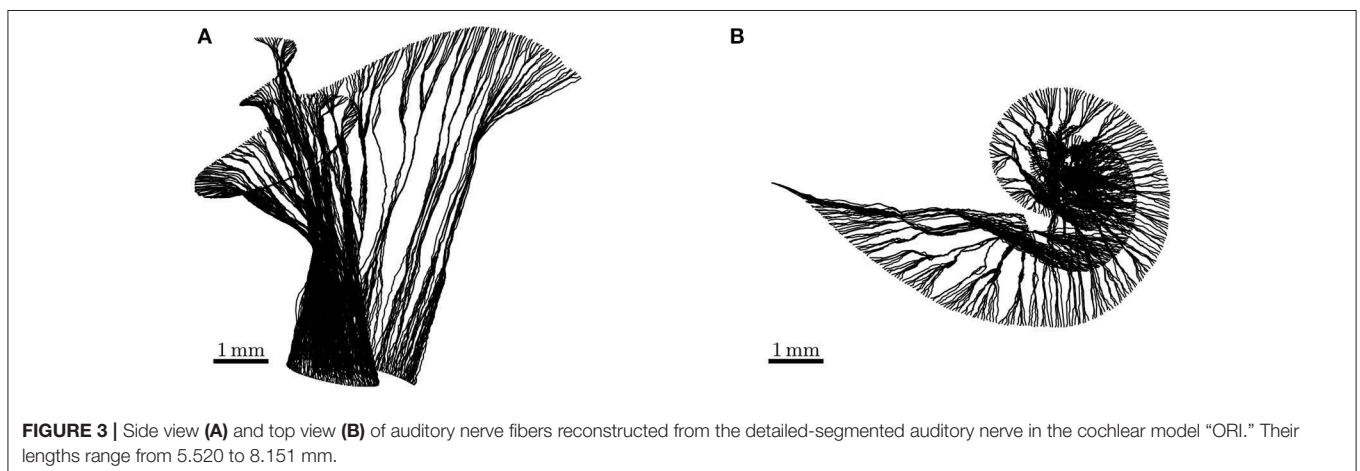 A
B
1 mm
1 mm
FIGURE 3 | Side view (A) and top view (B) of auditory nerve fibers reconstructed from the detailed-segmented auditory nerve in the cochlear model “ORI.” Their
lengths range from 5.520 to 8.151 mm.